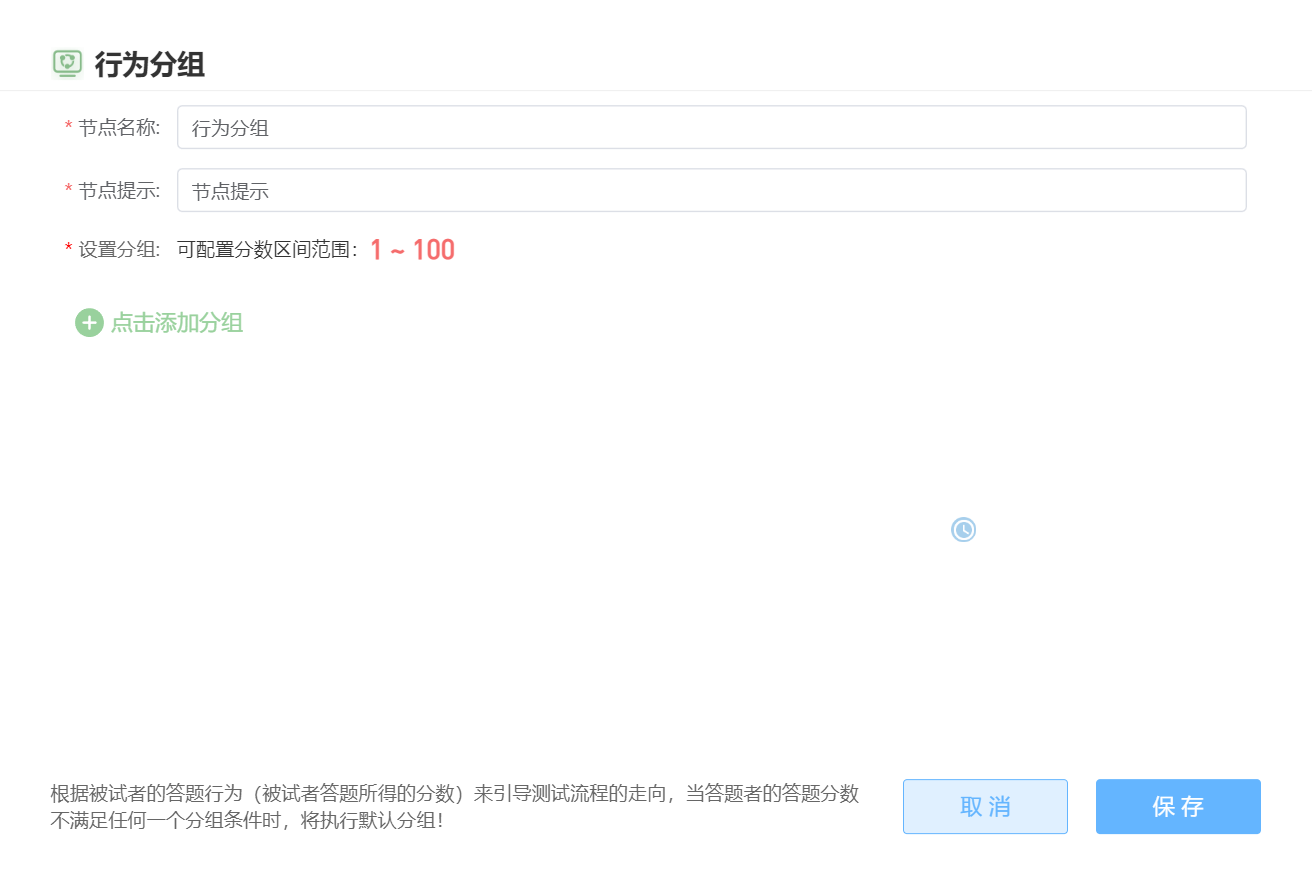 行为分组
* 节点名称: 行为分组
* 节点提示: 节点提示
* 设置分组: 可配置分数区间范围: 1 ~ 100
点击添加分组
根据被试者的答题行为（被试者答题所得的分数）来引导测试流程的走向，当答题者的答题分数
不满足任何一个分组条件时，将执行默认分组!
取 消
保 存